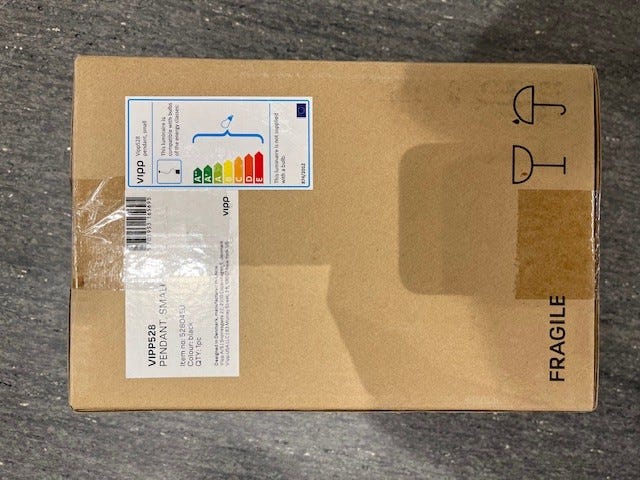 VIPP528
PENDANT, SMALL
Item no:
Colour: black
QTY: 1pc
Designed in Denmark, manufactured in
vipp
vipp
Vipp528
pendant, small
This luminaire is
compatible with bulbs
of the energy classes:
A++
A+
A
B
C
D
E
This luminaire is not supplied
with a bulb.
874/2012
FRAGILE